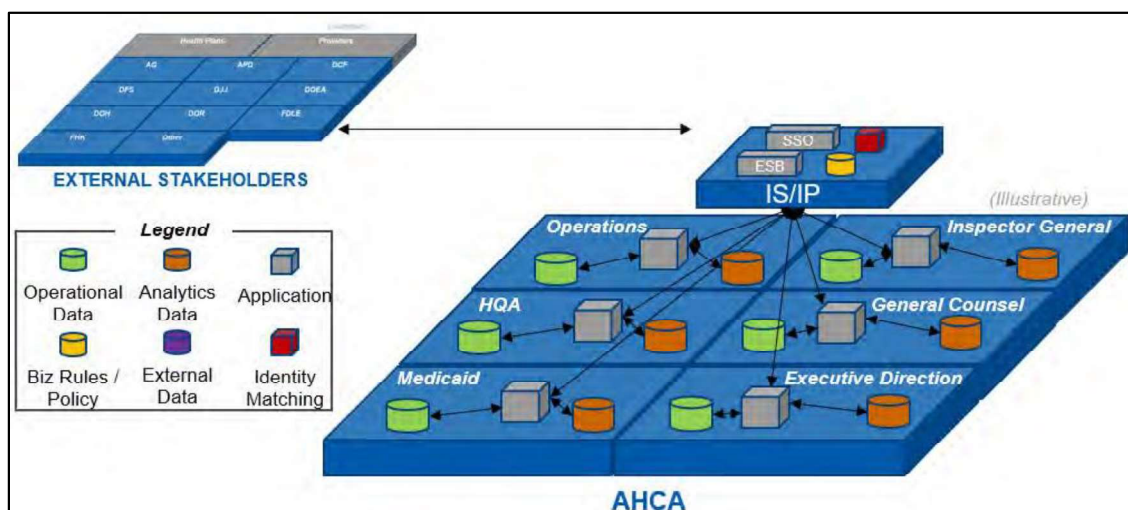 Health Plans
Providers
AG
APD
DCF
DFS
DJJ
DOEA
DOH
DOR
FDLE
FHK
Other
EXTERNAL STAKEHOLDERS
SSO
ESB
IS/IP
(Illustrative)
Legend
Operational
Data
Analytics
Data
Application
Biz Rules /
Policy
External
Data
Identity
Matching
Operations
Inspector General
HQA
General Counsel
Medicaid
Executive Direction
AHCA